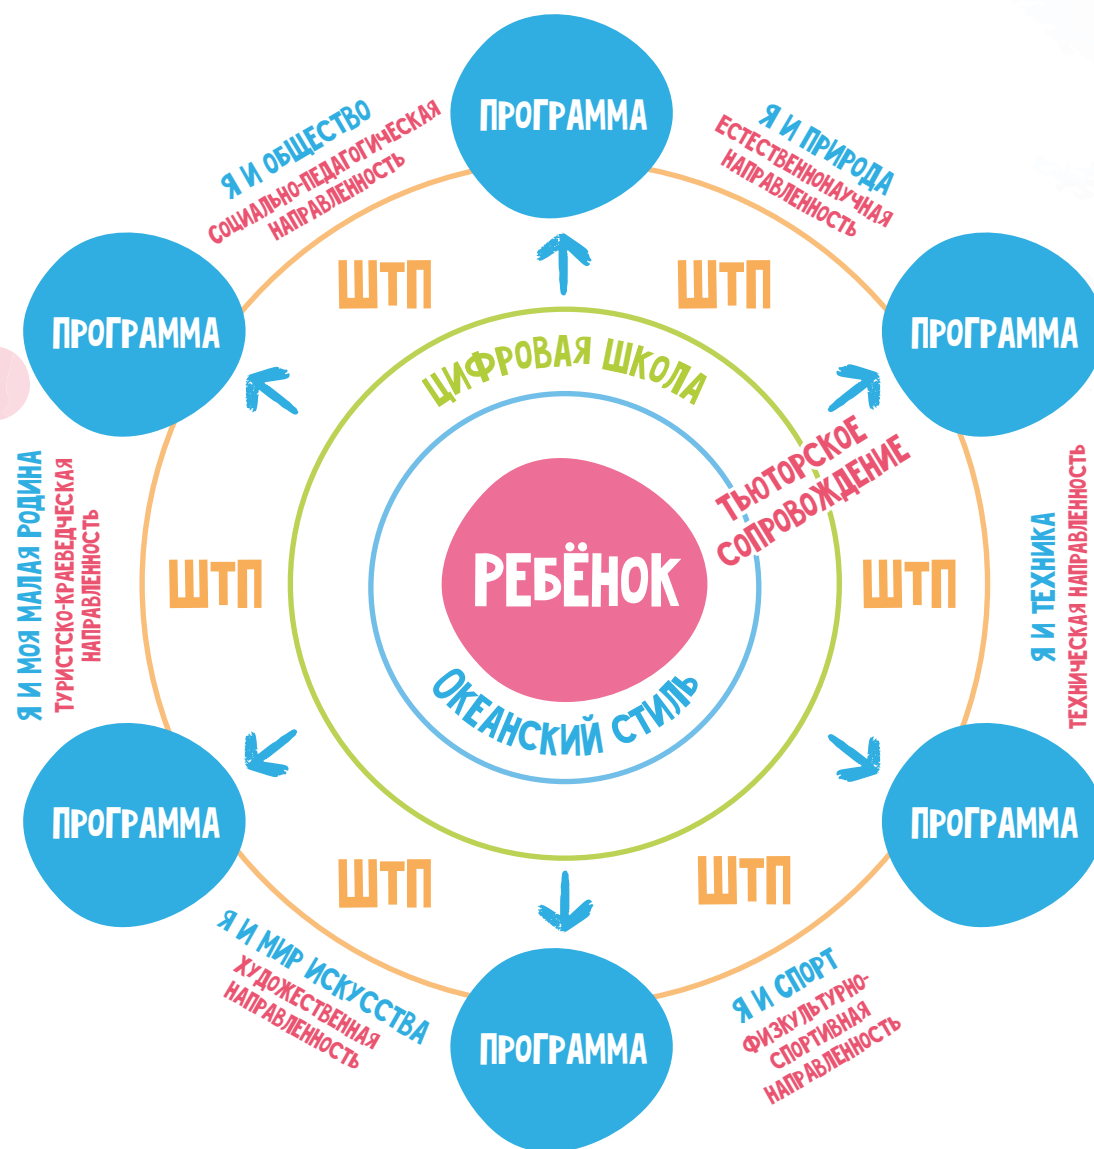 ПРОГРАММА
Я И ОБЩЕСТВО
СОЦИАЛЬНО-ПЕДАГОГИЧЕСКАЯ
НАПРАВЛЕННОСТЬ
Я И ПРИРОДА
ЕСТЕСТВЕННОНАУЧНАЯ
НАПРАВЛЕННОСТЬ
ШТП
ШТП
ПРОГРАММА
ПРОГРАММА
ЦИФРОВАЯ ШКОЛА
ТЬЮТОРСКОЕ
СОПРОВОЖДЕНИЕ
Я И МОЯ МАЛАЯ РОДИНА
ТУРИСТСКО-КРАЕВЕДЧЕСКАЯ
НАПРАВЛЕННОСТЬ
ШТП
РЕБЁНОК
ШТП
Я И ТЕХНИКА
ТЕХНИЧЕСКАЯ НАПРАВЛЕННОСТЬ
ОКЕАНСКИЙ СТИЛЬ
ПРОГРАММА
ПРОГРАММА
ШТП
ШТП
Я И МИР ИСКУССТВА
ХУДОЖЕСТВЕННАЯ
НАПРАВЛЕННОСТЬ
Я И СПОРТ
ФИЗКУЛЬТУРНО-
СПОРТИВНАЯ
НАПРАВЛЕННОСТЬ
ПРОГРАММА